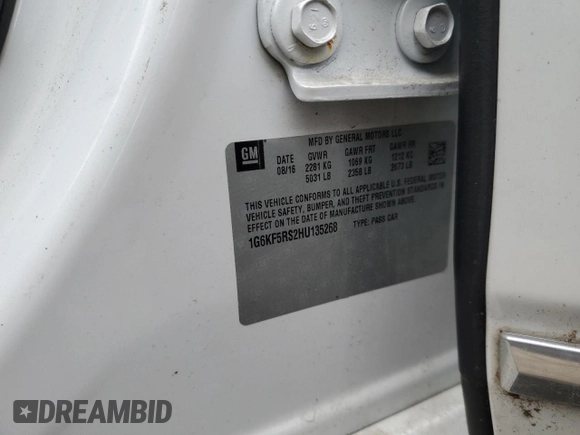 GM
MFD BY GENERAL MOTORS LLC
DATE GVWR GAWR FRT GAWR RR
08/16 2281 KG 1069 KG 1212 KG
5031 LB 2358 LB 2673 LB
THIS VEHICLE CONFORMS TO ALL APPLICABLE U.S. FEDERAL MOTOR
VEHICLE SAFETY, BUMPER, AND THEFT PREVENTION STANDARDS IN
EFFECT ON THE DATE OF MANUFACTURE SHOWN ABOVE.
1G6KF5RS2HU135268 TYPE: PASS CAR
DREAMBID